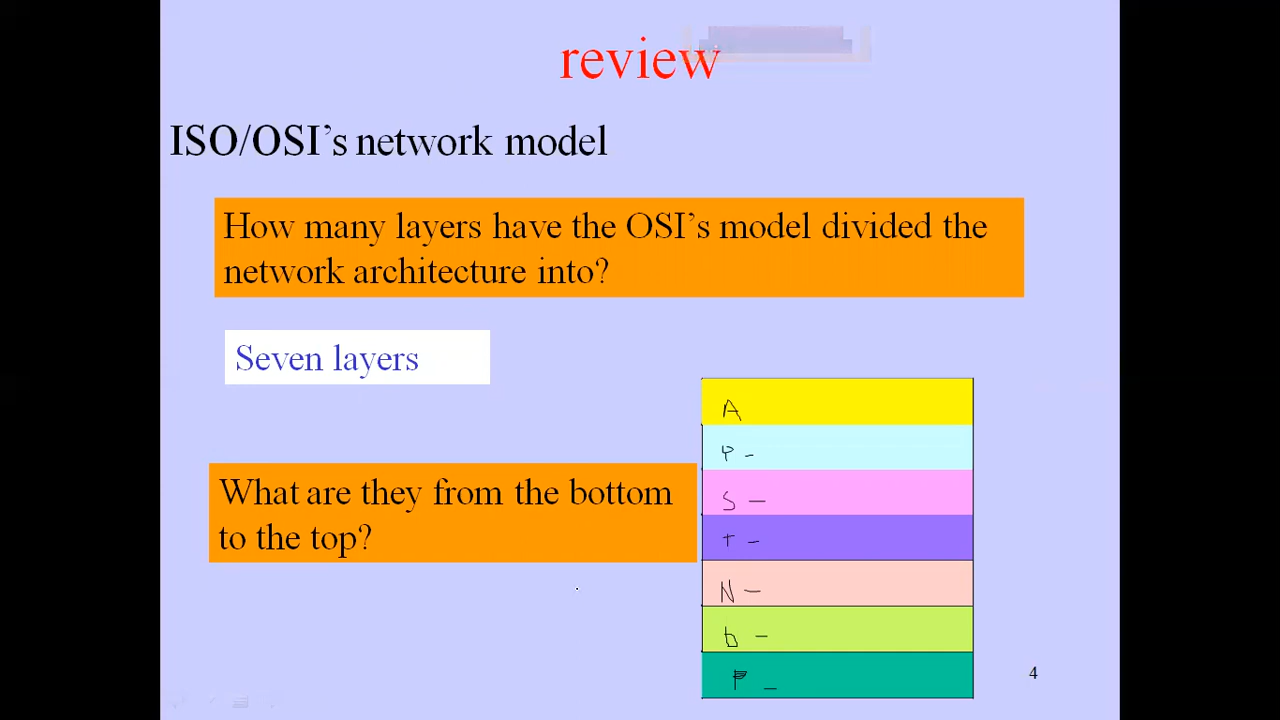 review
ISO/OSI’s network model
How many layers have the OSI’s model divided the
network architecture into?
Seven layers
A
What are they from the bottom
to the top?
P -
S -
T -
N -
b -
P -
4